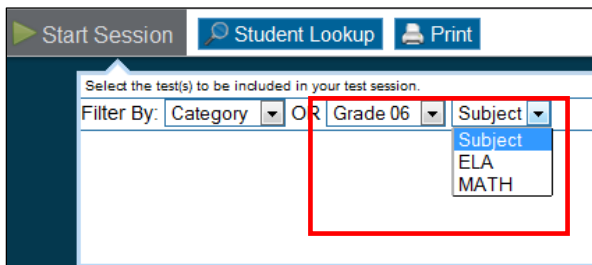 Start Session Student Lookup Print
Select the test(s) to be included in your test session.
Filter By: Category OR Grade 06 Subject
Subject
ELA
MATH